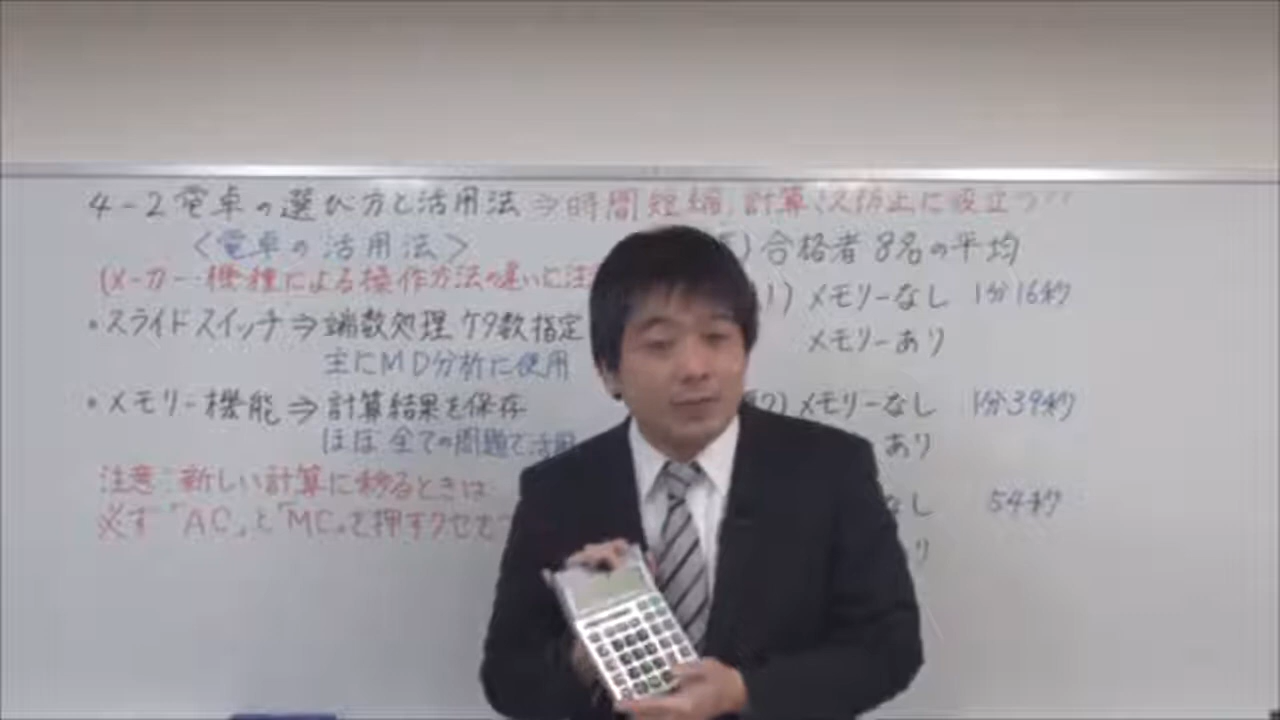 4-2 電卓の選び方と活用法 ⇒ 時間短縮, 計算ミス防止に役立つ!!
<電卓の活用法>
(メーカー・機種による操作方法の違いに注
・スライドスイッチ ⇒ 端数処理 ケタ数指定
主にMD分析に使用
・メモリー機能 ⇒ 計算結果を保存
ほぼ全ての問題で活用
注意:新しい計算に移るときは
必ず「AC」と「MC」を押すクセを
) 合格者 8名の平均
1) メモリーなし 1分16秒
メモリーあり
2) メモリーなし 1分39秒
あり
なし 54秒
り